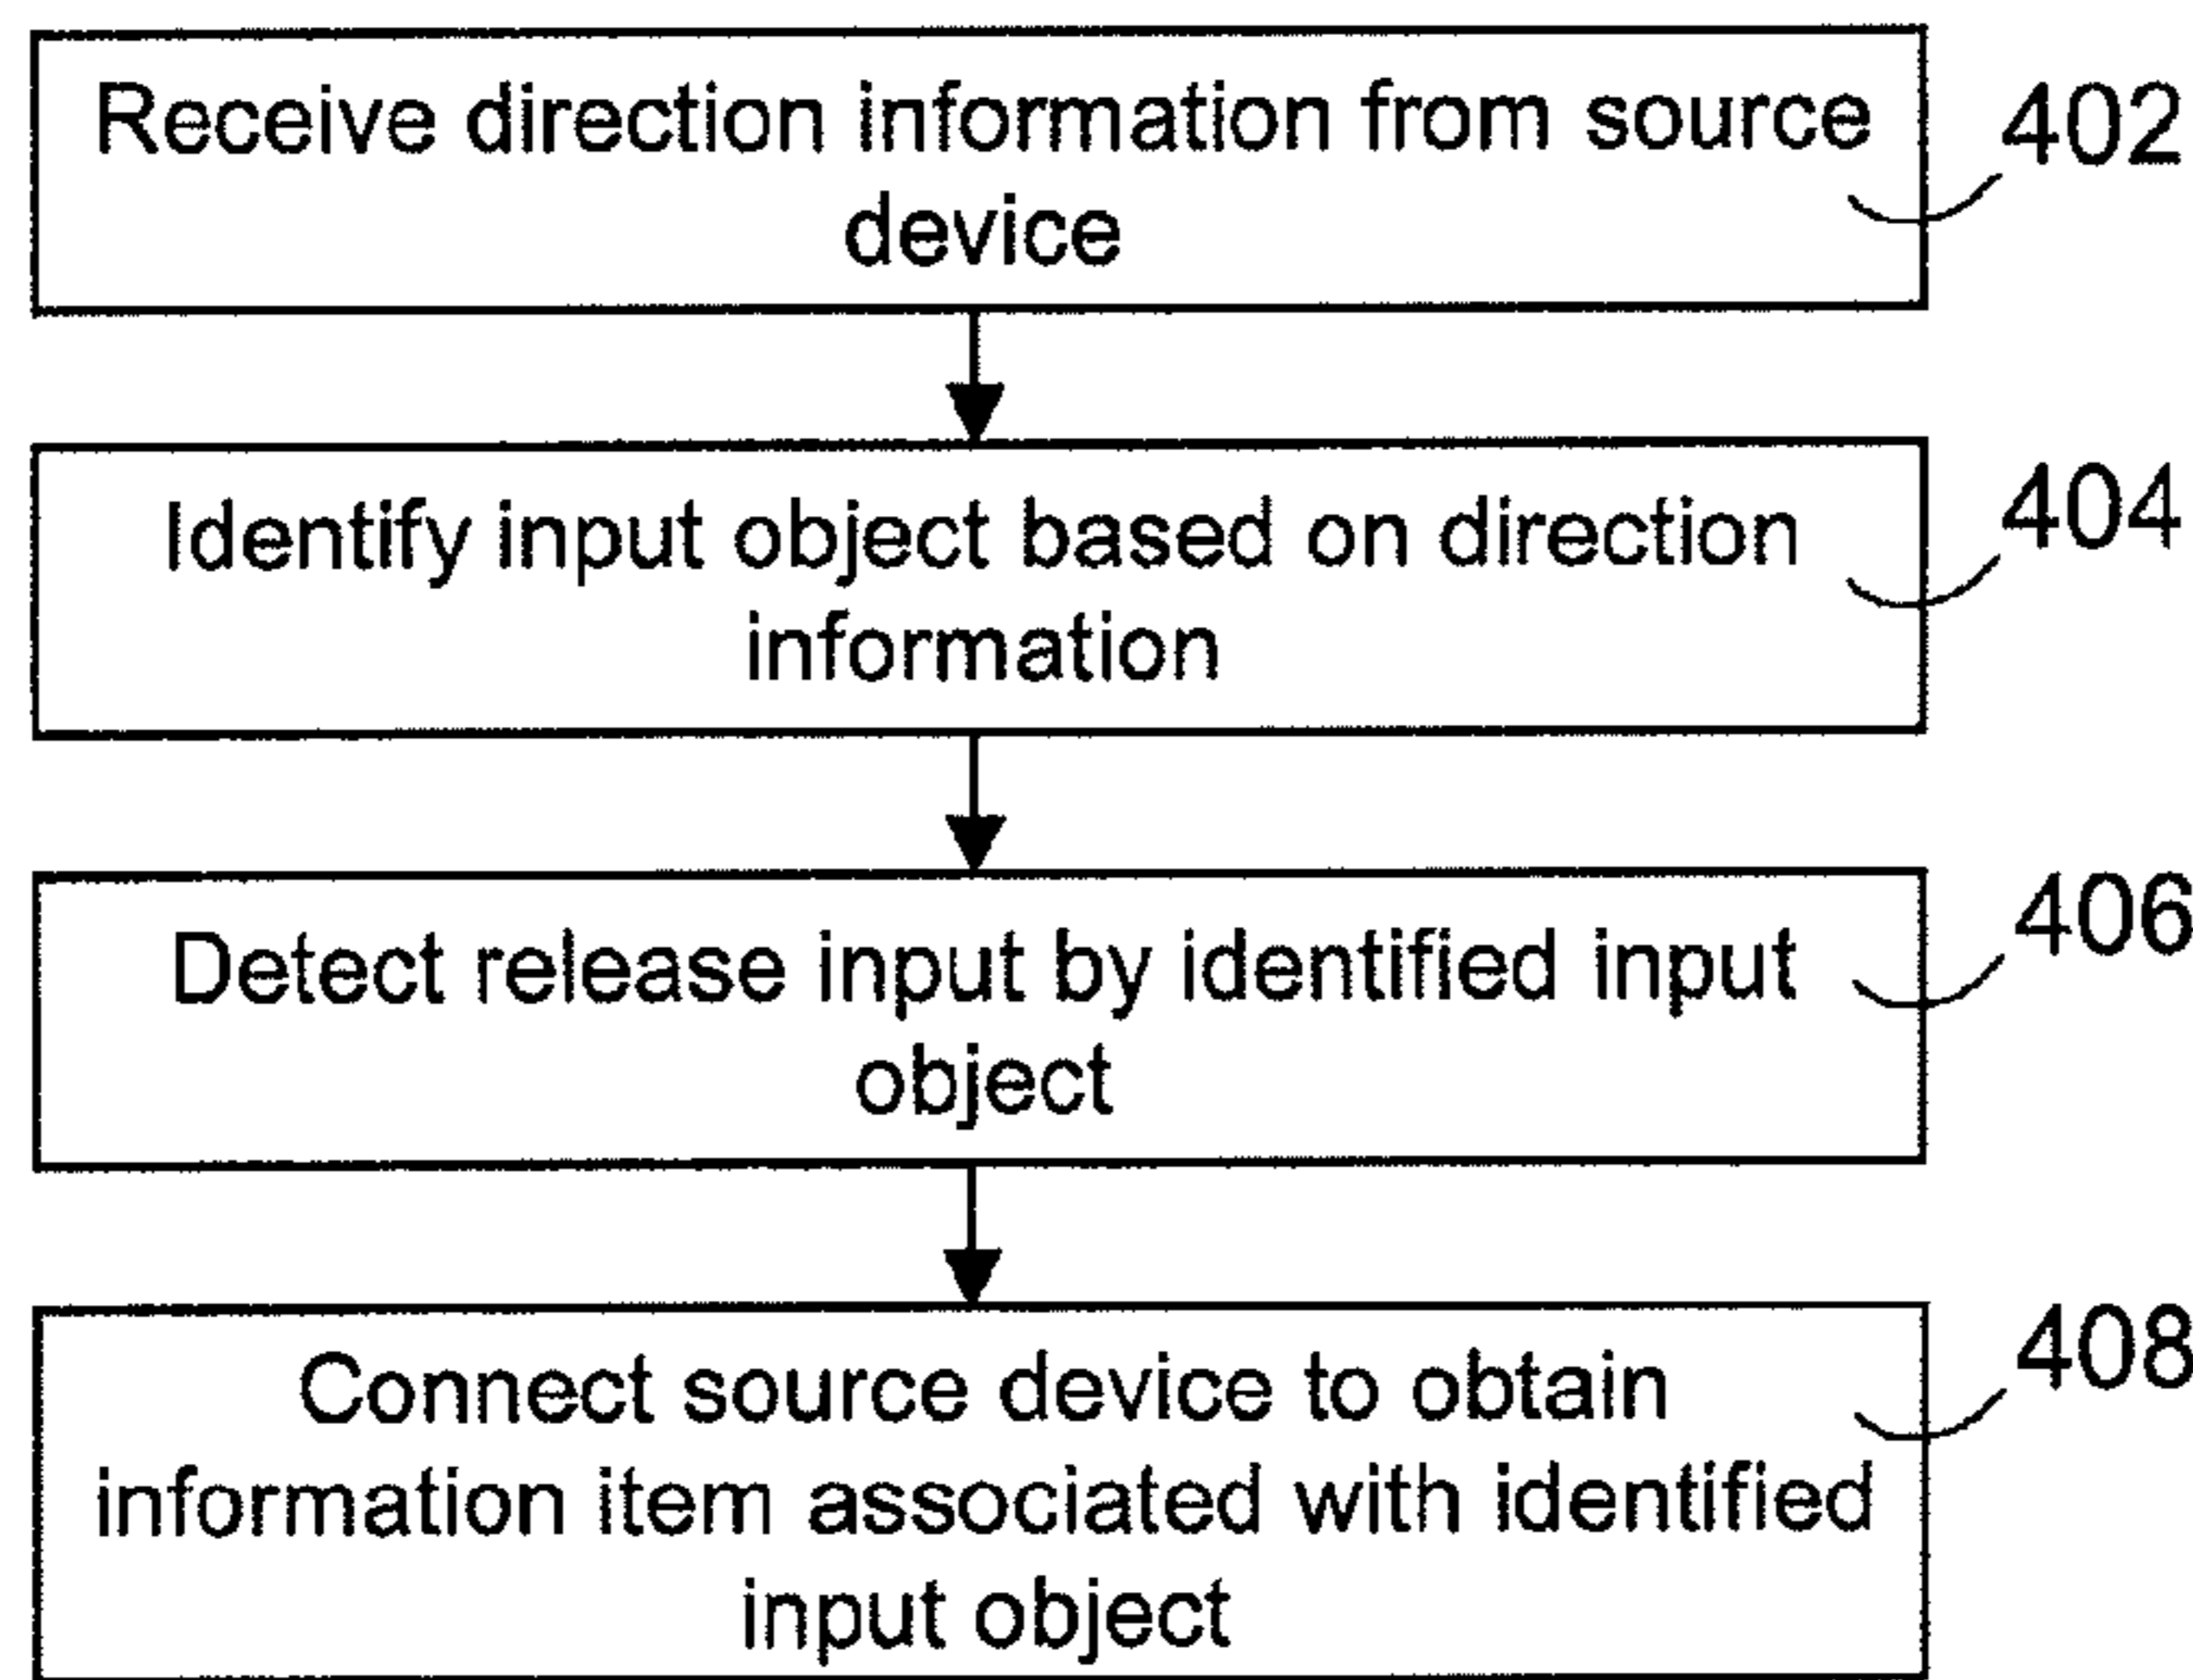 Receive direction information from source
device
402
Identify input object based on direction
information
404
Detect release input by identified input
object
406
Connect source device to obtain
information item associated with identified
input object
408